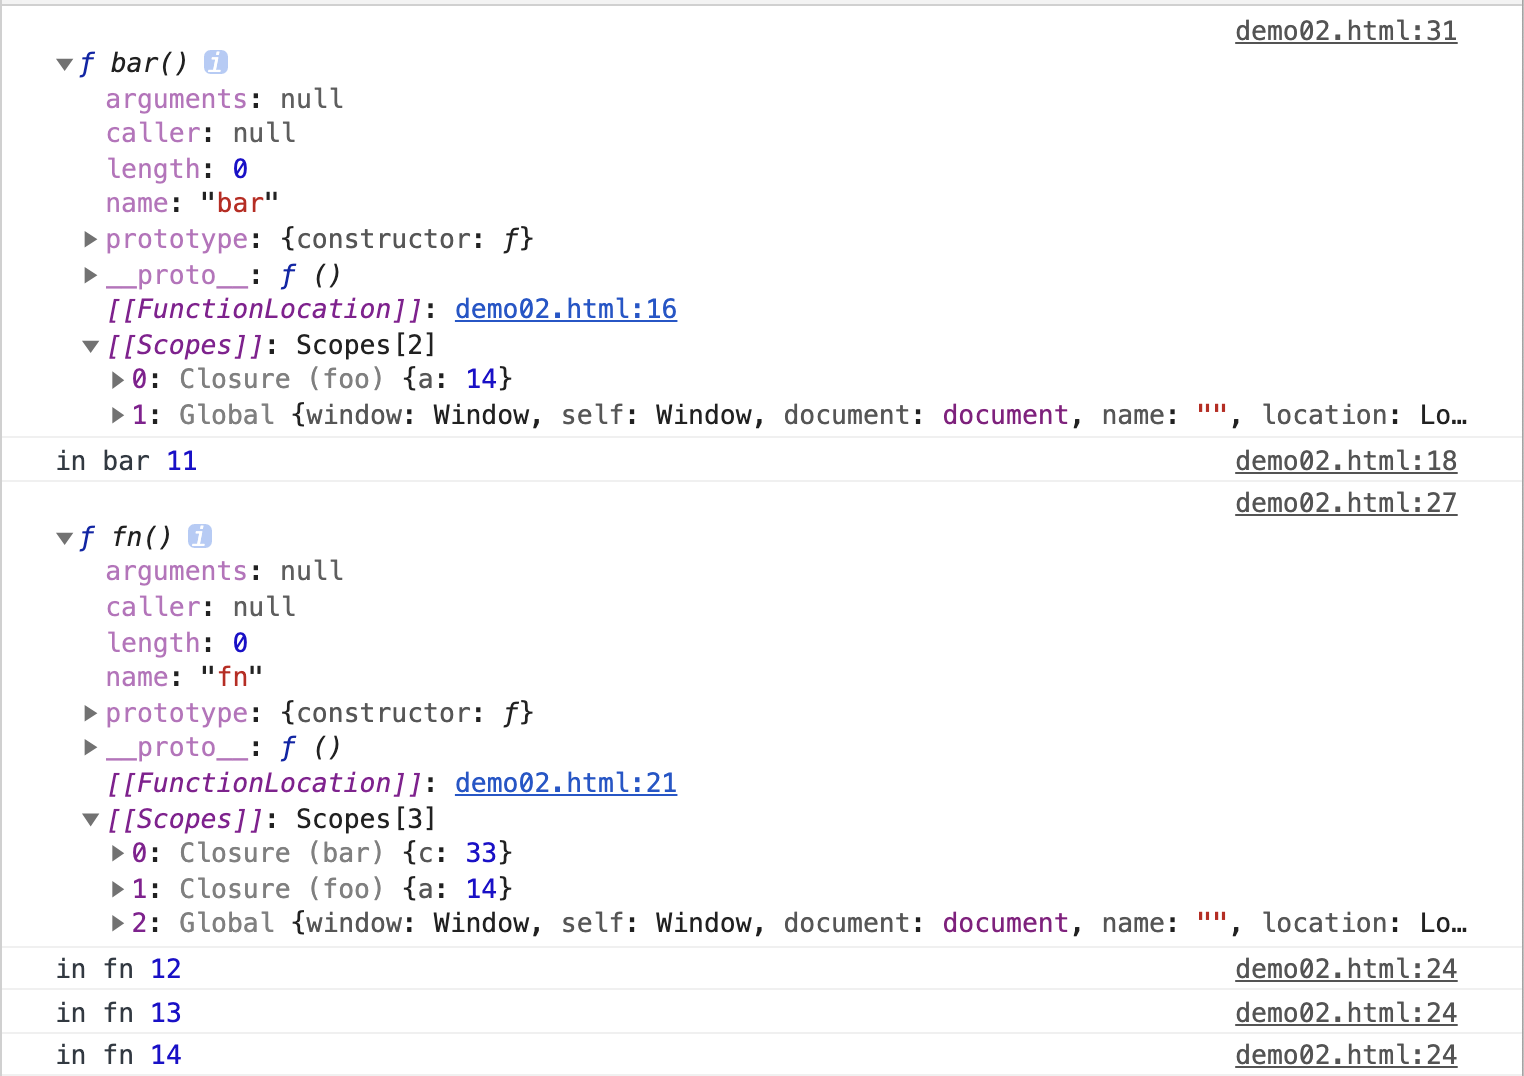 demo02.html:31
▼ƒ bar() i
arguments: null
caller: null
length: 0
name: "bar"
▶prototype: {constructor: ƒ}
▶__proto__: ƒ ()
[[FunctionLocation]]: demo02.html:16
▼[[Scopes]]: Scopes[2]
▶0: Closure (foo) {a: 14}
▶1: Global {window: Window, self: Window, document: document, name: "", location: Lo…
in bar 11 demo02.html:18
demo02.html:27
▼ƒ fn() i
arguments: null
caller: null
length: 0
name: "fn"
▶prototype: {constructor: ƒ}
▶__proto__: ƒ ()
[[FunctionLocation]]: demo02.html:21
▼[[Scopes]]: Scopes[3]
▶0: Closure (bar) {c: 33}
▶1: Closure (foo) {a: 14}
▶2: Global {window: Window, self: Window, document: document, name: "", location: Lo…
in fn 12 demo02.html:24
in fn 13 demo02.html:24
in fn 14 demo02.html:24